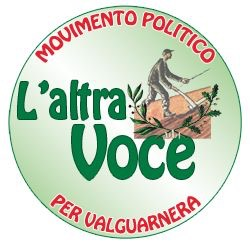 MOVIMENTO POLITICO
L'altra
Voce
PER VALGUARNERA